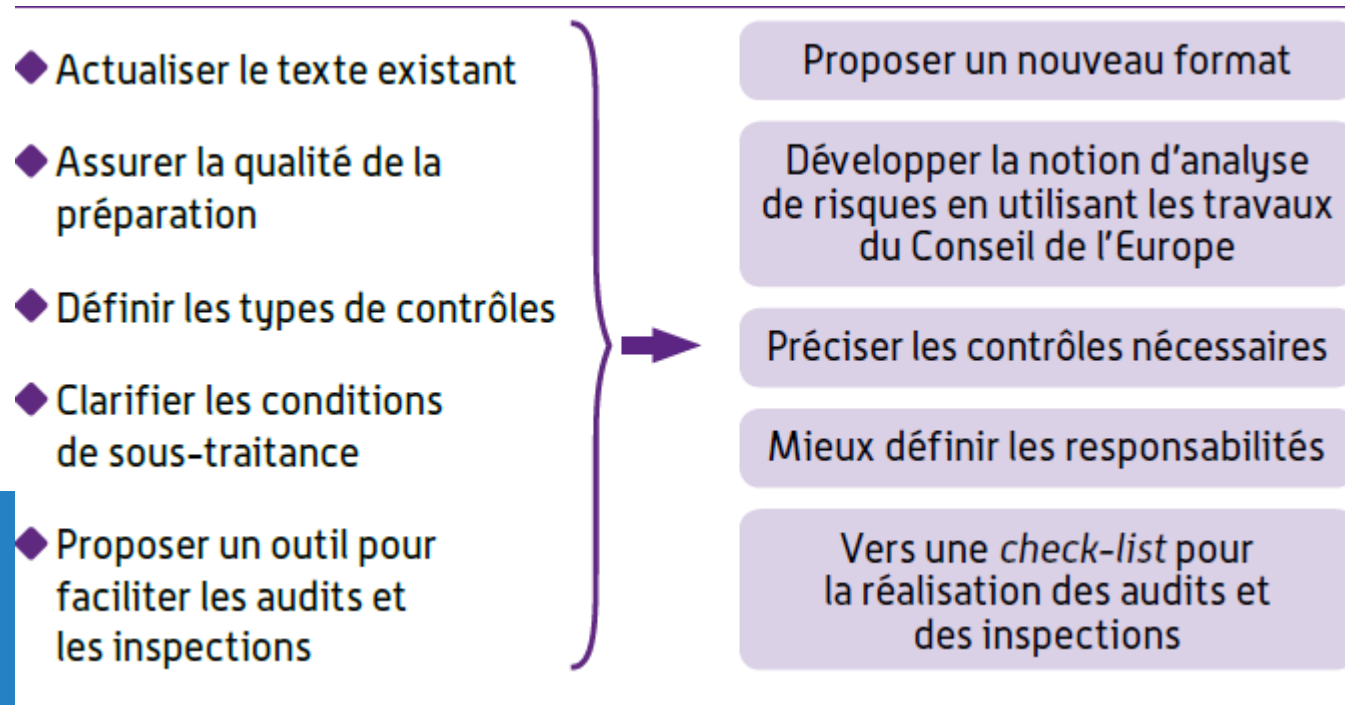 Actualiser le texte existant
Assurer la qualité de la
préparation
Définir les types de contrôles
Clarifier les conditions
de sous-traitance
Proposer un outil pour
faciliter les audits et
les inspections
Proposer un nouveau format
Développer la notion d'analyse
de risques en utilisant les travaux
du Conseil de l'Europe
Préciser les contrôles nécessaires
Mieux définir les responsabilités
Vers une check-list pour
la réalisation des audits et
des inspections